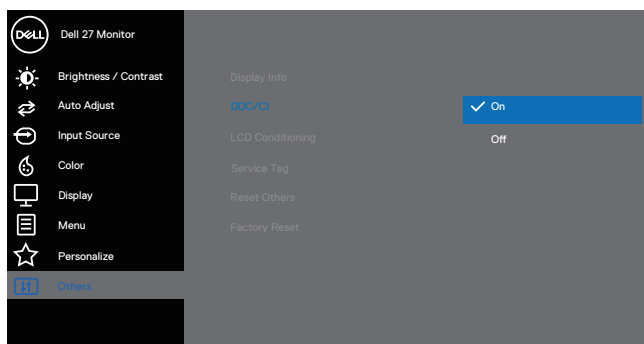 DELL
Dell 27 Monitor
Brightness / Contrast
Auto Adjust
Input Source
Color
Display
Menu
Personalize
Others
Display Info
DDC/CI
LCD Conditioning
Service Tag
Reset Others
Factory Reset
On
Off